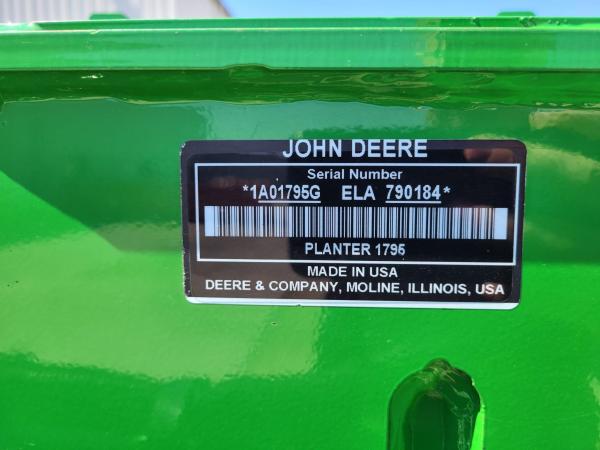 JOHN DEERE
Serial Number
*1A01795G ELA 790184*
PLANTER 1795
MADE IN USA
DEERE & COMPANY, MOLINE, ILLINOIS, USA